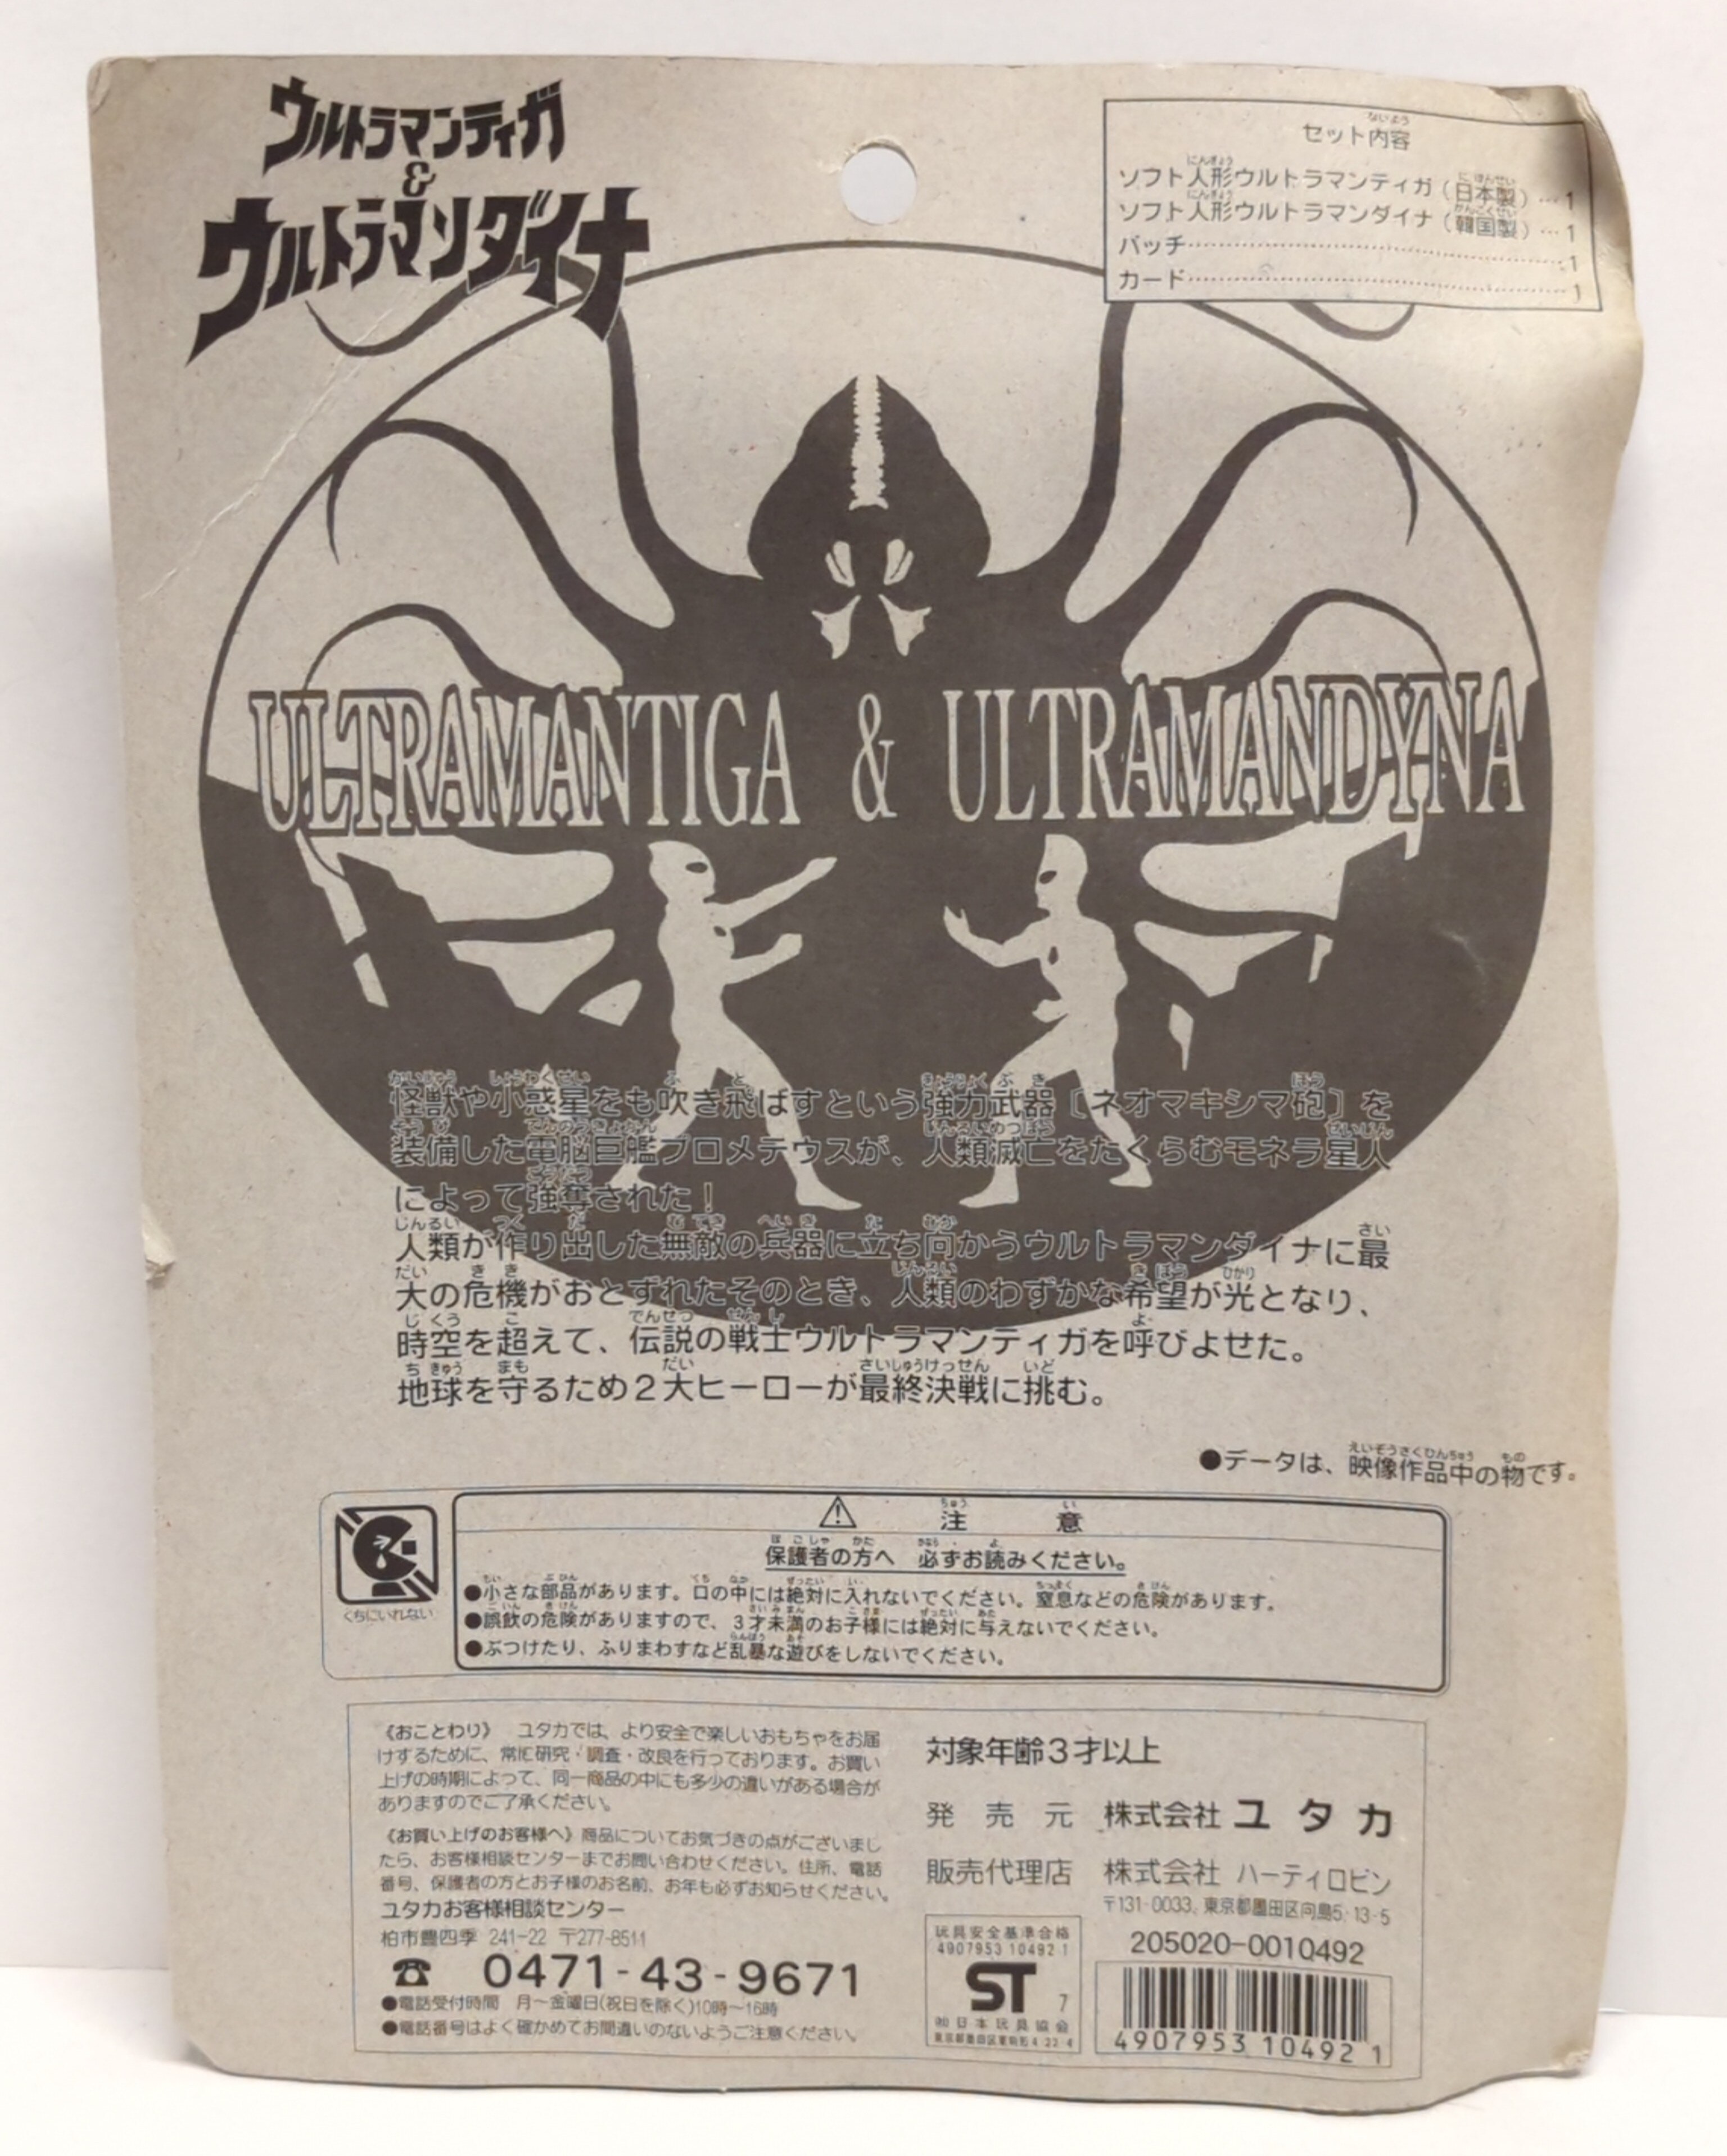 ウルトラマンティガ
&
ウルトラマンダイナ
セット内容
ソフト人形ウルトラマンティガ(日本製)…1
ソフト人形ウルトラマンダイナ(韓国製)…1
バッチ………1
カード………1
ULTRAMANTIGA & ULTRAMANDYNA
怪獣や小惑星をも吹き飛ばすという強力武器〔ネオマキシマ砲〕を
装備した電脳巨艦プロメテウスが、人類滅亡をたくらむモネラ星人
によって強奪された!
人類が作り出した無敵の兵器に立ち向かうウルトラマンダイナに最
大の危機がおとずれたそのとき、人類のわずかな希望が光となり、
時空を超えて、伝説の戦士ウルトラマンティガを呼びよせた。
地球を守るため2大ヒーローが最終決戦に挑む。
●データは、映像作品中の物です。
くちにいれない
⚠ 注意
保護者の方へ 必ずお読みください。
●小さな部品があります。口の中には絶対に入れないでください。窒息などの危険があります。
●誤飲の危険がありますので、3才未満のお子様には絶対に与えないでください。
●ぶつけたり、ふりまわすなど乱暴な遊びをしないでください。
《おことわり》 ユタカでは、より安全で楽しいおもちゃをお届
けするために、常に研究・調査・改良を行っております。お買い
上げの時期によって、同一商品の中にも多少の違いがある場合が
ありますのでご了承ください。
《お買い上げのお客様へ》商品についてお気づきの点がございまし
たら、お客様相談センターまでお問い合わせください。住所、電話
番号、保護者の方とお子様のお名前、お年も必ずお知らせください。
ユタカお客様相談センター
柏市豊四季 241-22 〒277-8511
☎ 0471-43-9671
●電話受付時間 月〜金曜日(祝日を除く)10時〜16時
●電話番号はよく確かめてお間違いのないようご注意ください。
対象年齢3才以上
発売元 株式会社ユタカ
販売代理店 株式会社 ハーティロビン
〒131-0033 東京都墨田区向島5-13-5
205020-0010492
玩具安全基準合格
4907953 10492 1
ST 7
㈳日本玩具協会
東京都墨田区東駒形4-22-4
4907953 10492 1